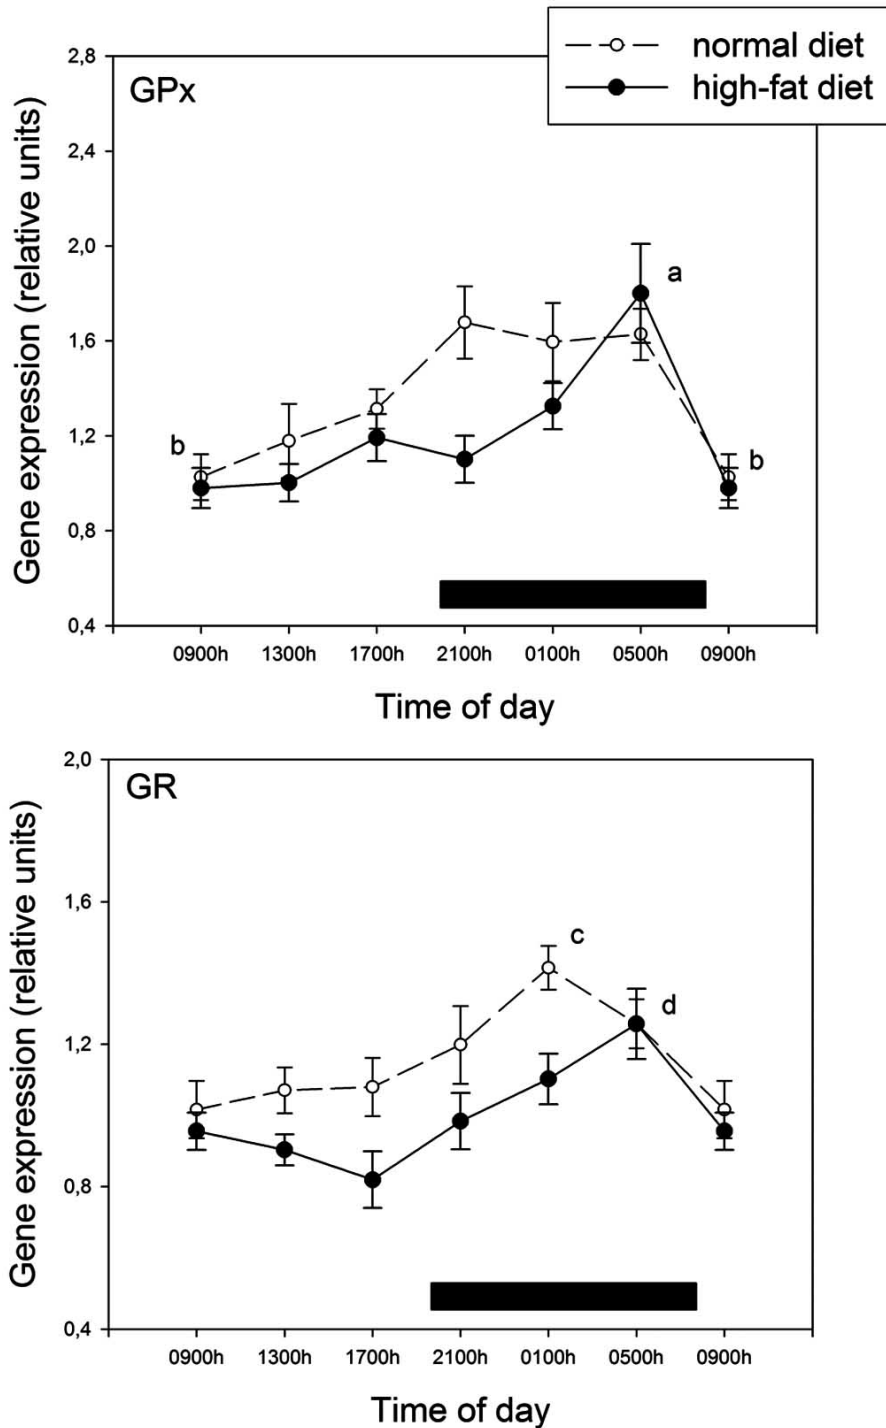 normal diet
high-fat diet
GPx
Gene expression (relative units)
2,8
2,4
2,0
1,6
1,2
0,8
0,4
b
a
b
0900h 1300h 1700h 2100h 0100h 0500h 0900h
Time of day
GR
Gene expression (relative units)
2,0
1,6
1,2
0,8
0,4
c
d
0900h 1300h 1700h 2100h 0100h 0500h 0900h
Time of day